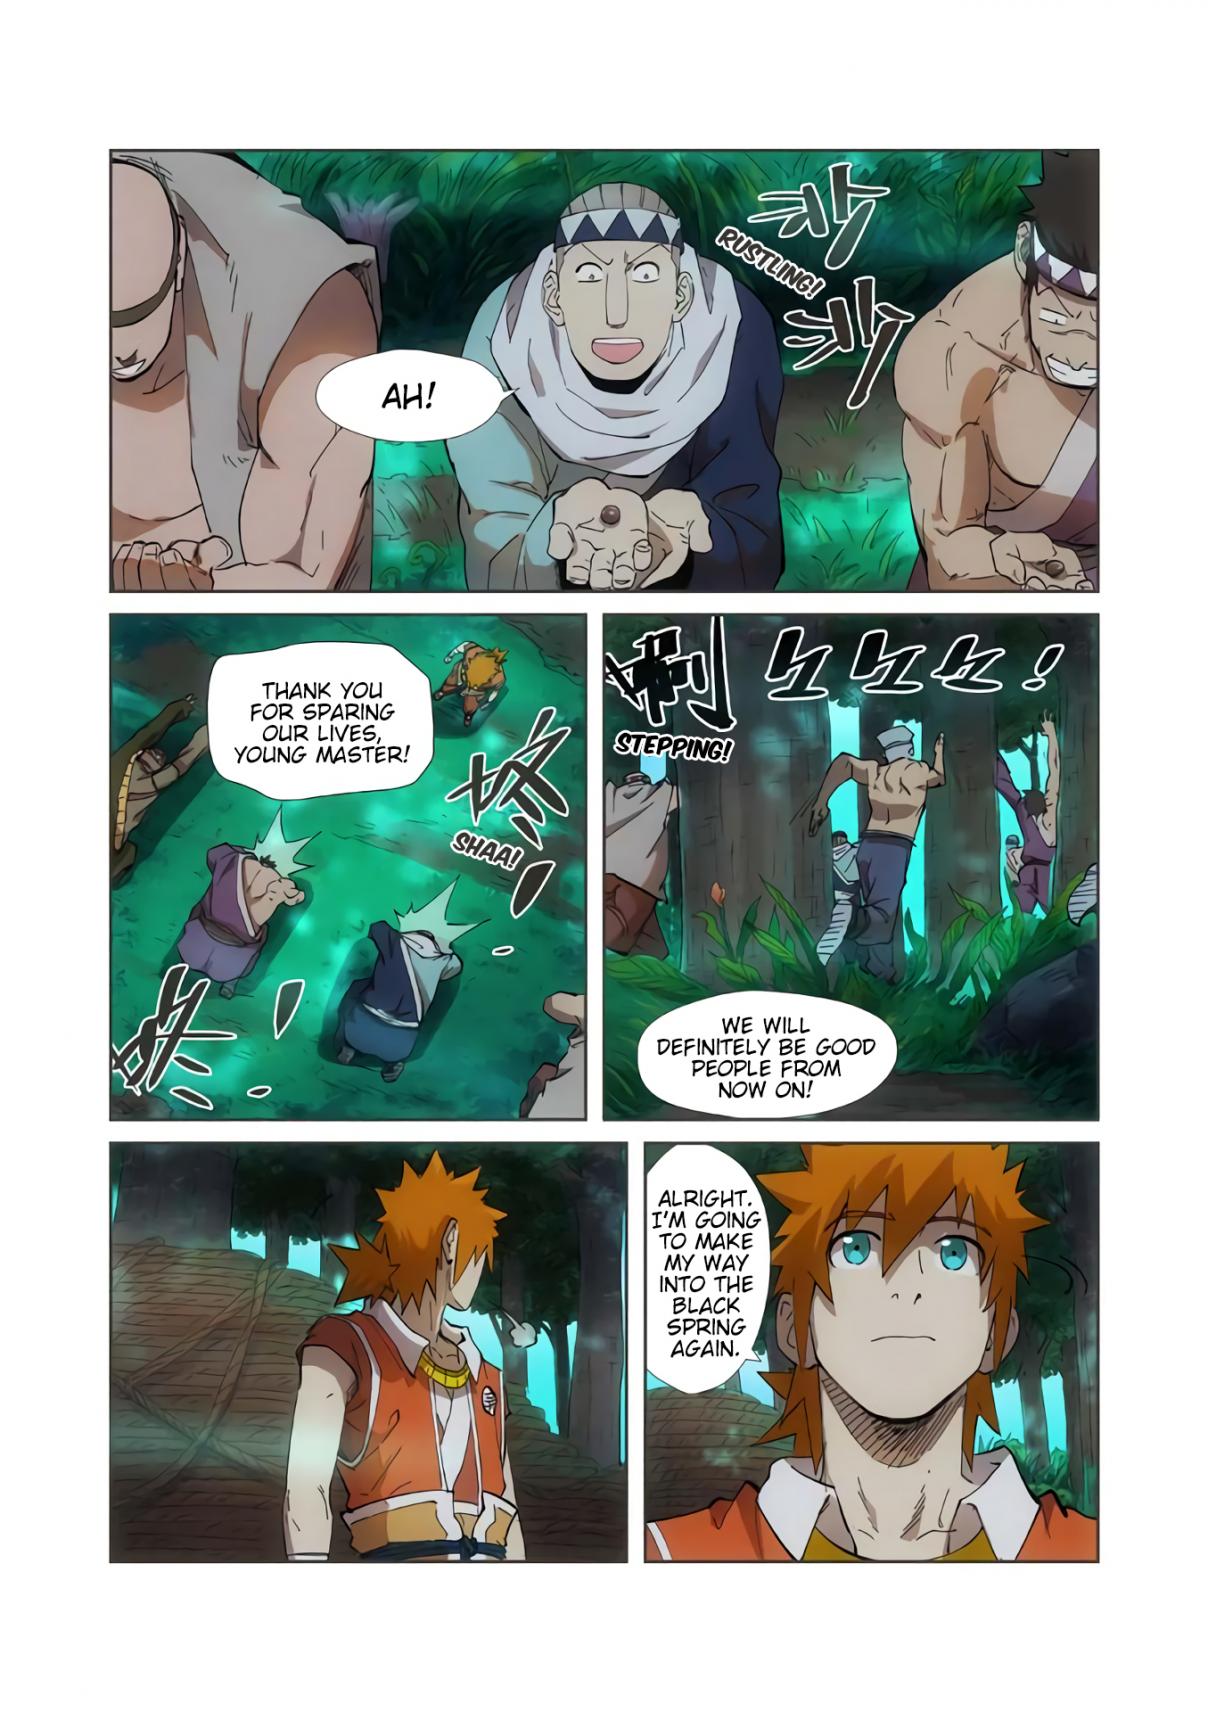 RUSTLING!
AH!
THANK YOU
FOR SPARING
OUR LIVES,
YOUNG MASTER!
SHAA!
唰
STEPPING!
WE WILL
DEFINITELY BE GOOD
PEOPLE FROM
NOW ON!
ALRIGHT.
I'M GOING
TO MAKE
MY WAY
INTO THE
BLACK
SPRING
AGAIN.